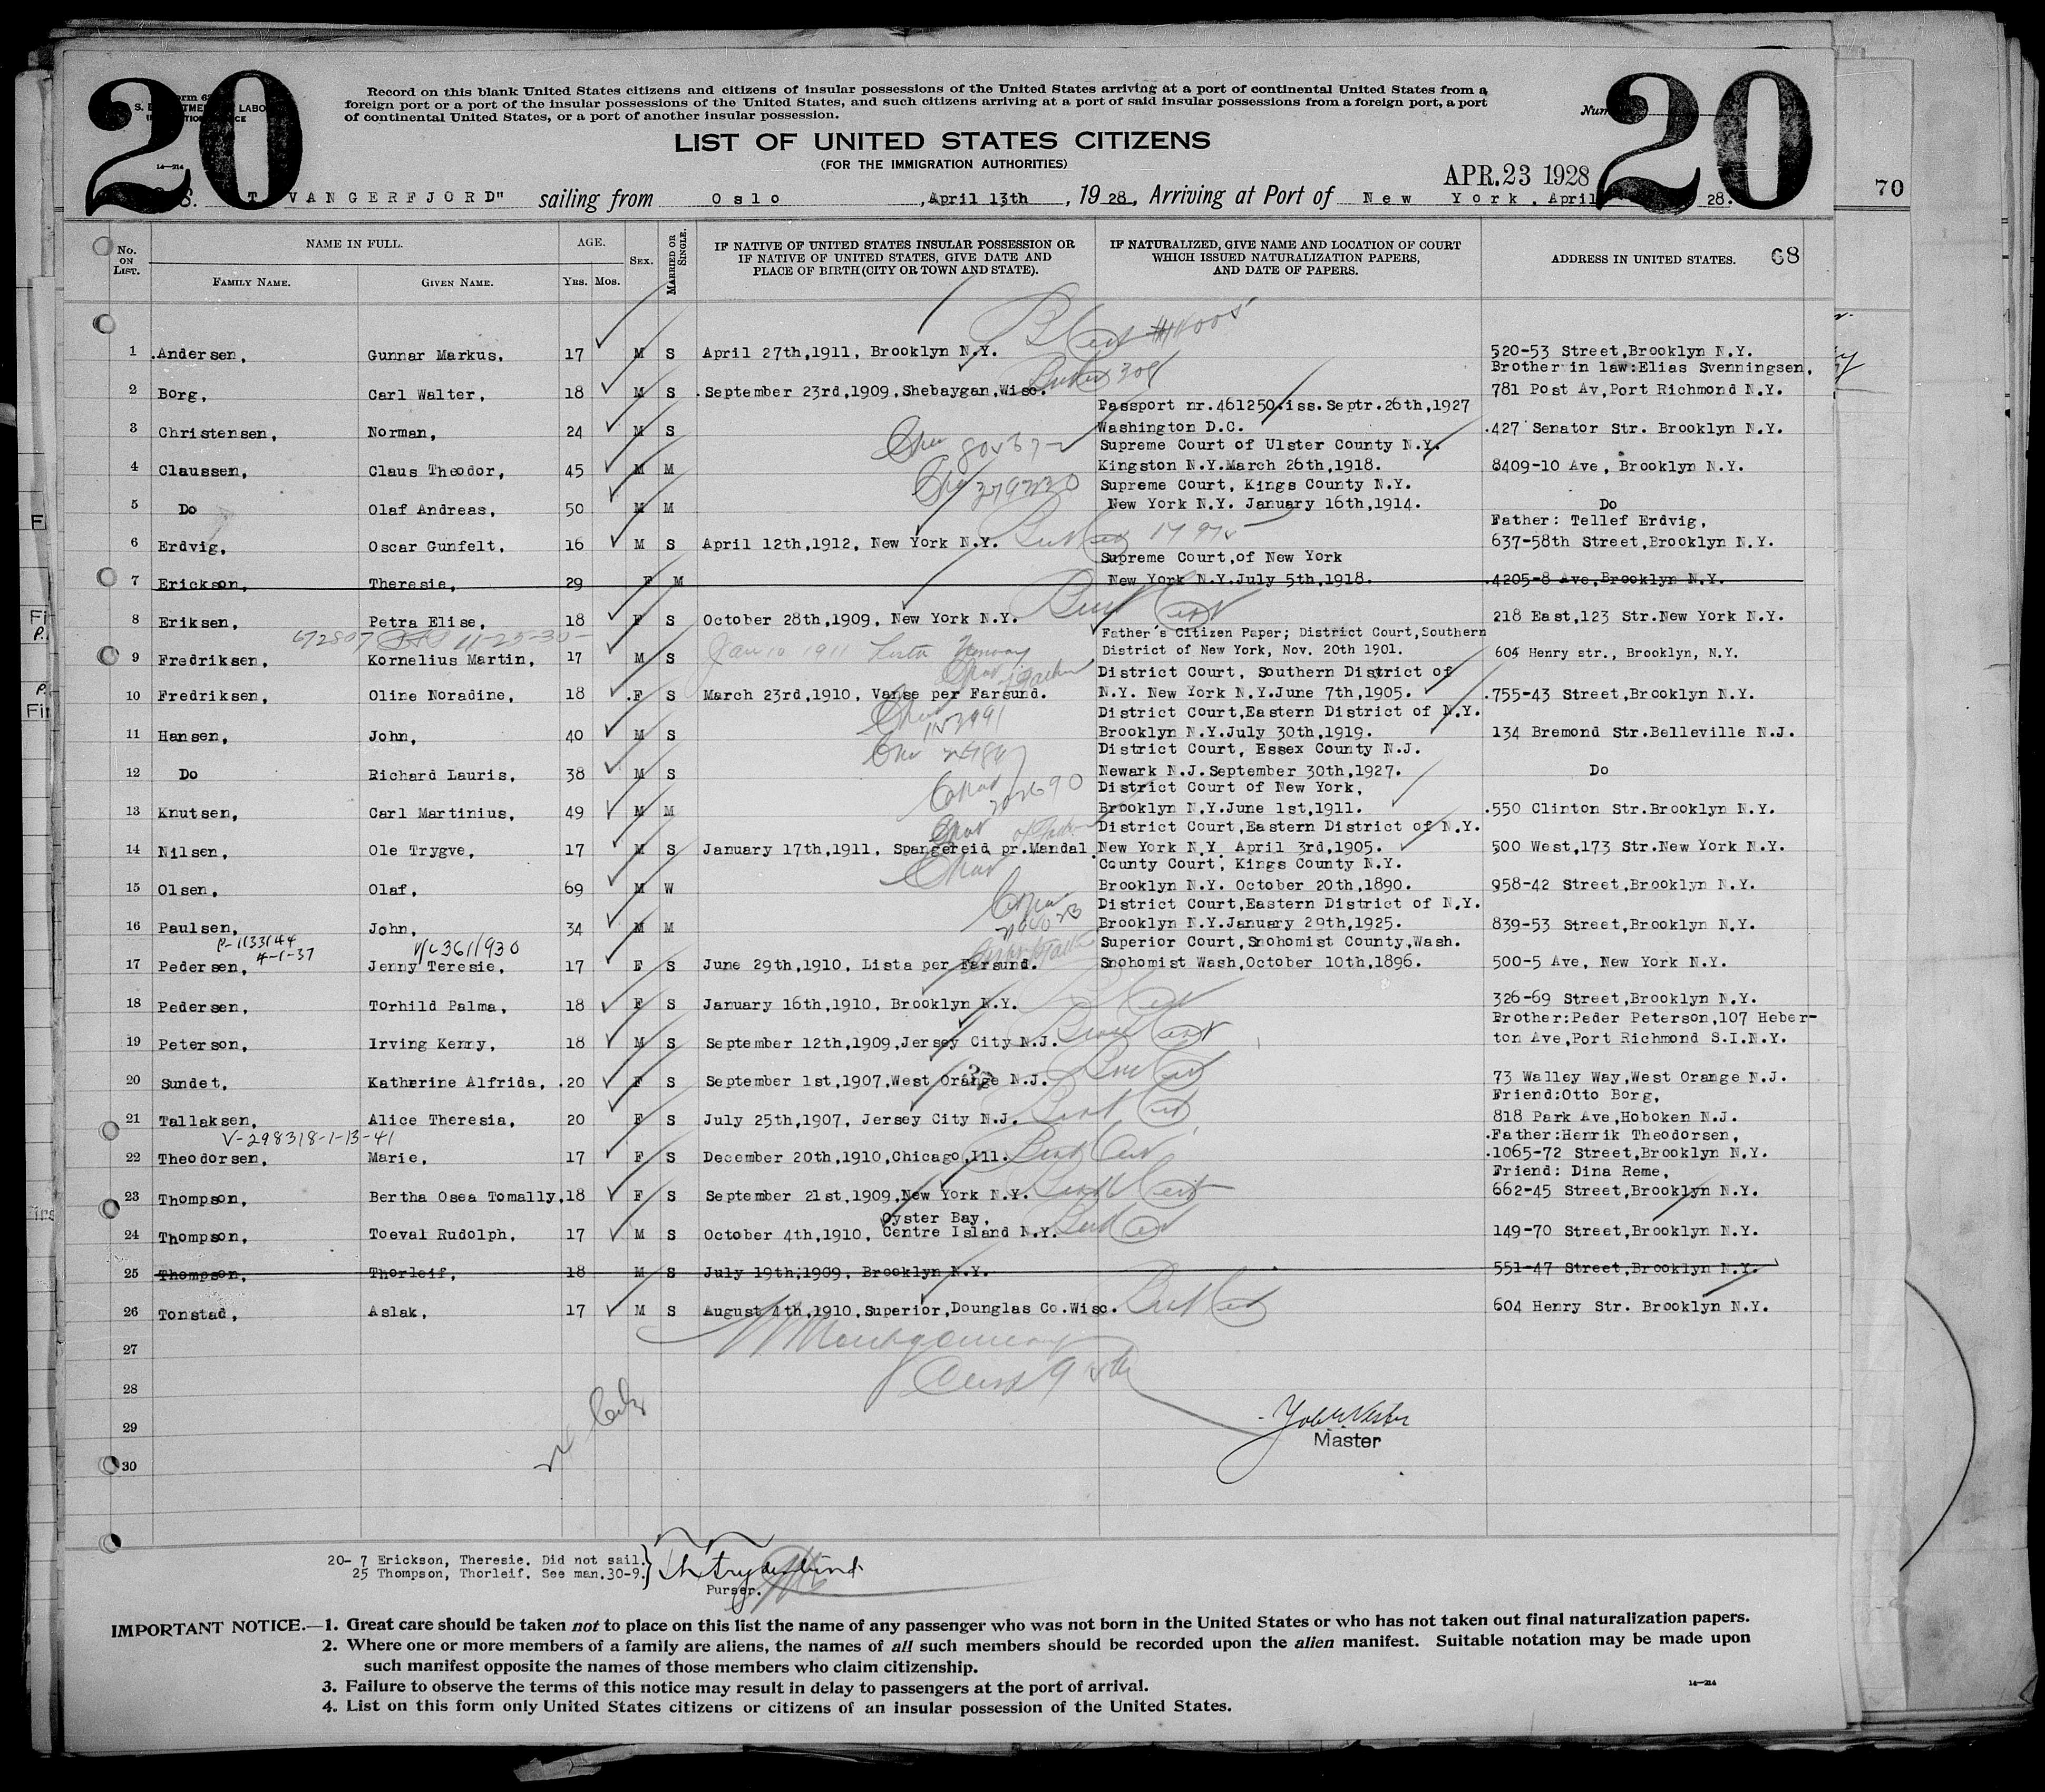 20
20
Record on this blank United States citizens and citizens of insular possessions of the United States arriving at a port of continental United States from a
foreign port or a port of the insular possessions of the United States, and such citizens arriving at a port of said insular possessions from a foreign port, a port
of continental United States, or a port of another insular possession.
LIST OF UNITED STATES CITIZENS
(FOR THE IMMIGRATION AUTHORITIES)
APR. 23 1928
S. VANGERFJORD" sailing from Oslo , April 13th , 1928, Arriving at Port of New York, April 28.
70
No. ON LIST.
NAME IN FULL.
FAMILY NAME.
GIVEN NAME.
AGE.
YRS. MOS.
SEX.
MARRIED OR SINGLE.
IF NATIVE OF UNITED STATES INSULAR POSSESSION OR
IF NATIVE OF UNITED STATES, GIVE DATE AND
PLACE OF BIRTH (CITY OR TOWN AND STATE).
IF NATURALIZED, GIVE NAME AND LOCATION OF COURT
WHICH ISSUED NATURALIZATION PAPERS,
AND DATE OF PAPERS.
ADDRESS IN UNITED STATES. 68
1 Andersen, Gunnar Markus, 17 M S April 27th,1911, Brooklyn N.Y. 520-53 Street,Brooklyn N.Y.
Brother in law:Elias Svenningsen,
2 Borg, Carl Walter, 18 M S September 23rd,1909,Shebaygan,Wisc. 781 Post Av,Port Richmond N.Y.
Passport nr.461250.iss.Septr.26th,1927
3 Christensen, Norman, 24 M S Washington D.C. 427 Senator Str. Brooklyn N.Y.
Supreme Court of Ulster County N.Y.
4 Claussen, Claus Theodor, 45 M M Kingston N.Y.March 26th,1918. 8409-10 Ave, Brooklyn N.Y.
Supreme Court, Kings County N.Y.
5 Do Olaf Andreas, 50 M M New York N.Y. January 16th,1914. Do
Father: Tellef Erdvig,
6 Erdvig, Oscar Gunfelt, 16 M S April 12th,1912, New York N.Y. 637-58th Street,Brooklyn N.Y.
Supreme Court,of New York
7 Erickson, Theresie, 29 F M New York N.Y.July 5th,1918. 4205-8 Ave,Brooklyn N.Y.
8 Eriksen, Petra Elise, 18 F S October 28th,1909, New York N.Y. 218 East,123 Str.New York N.Y.
672807 11-25-30
Father's Citizen Paper; District Court,Southern
9 Fredriksen, Kornelius Martin, 17 M S Jan 10 1911 Lista Norway District of New York, Nov. 20th 1901. 604 Henry str., Brooklyn, N.Y.
District Court, Southern District of
10 Fredriksen, Oline Noradine, 18 F S March 23rd,1910, Vanse per Farsund. N.Y. New York N.Y.June 7th,1905. 755-43 Street,Brooklyn N.Y.
District Court,Eastern District of N.Y.
11 Hansen, John, 40 M S Brooklyn N.Y.July 30th,1919. 134 Bremond Str.Belleville N.J.
District Court, Essex County N.J.
12 Do Richard Lauris, 38 M S Newark N.J.September 30th,1927. Do
District Court of New York,
13 Knutsen, Carl Martinius, 49 M M Brooklyn N.Y.June 1st,1911. 550 Clinton Str.Brooklyn N.Y.
District Court,Eastern District of N.Y.
14 Nilsen, Ole Trygve, 17 M S January 17th,1911, Spangereid pr.Mandal New York N.Y. April 3rd,1905. 500 West,173 Str.New York N.Y.
County Court, Kings County N.Y.
15 Olsen, Olaf, 69 M W Brooklyn N.Y. October 20th,1890. 958-42 Street,Brooklyn N.Y.
District Court,Eastern District of N.Y.
16 Paulsen, John, 34 M M Brooklyn N.Y.January 29th,1925. 839-53 Street,Brooklyn N.Y.
P-1133144 4-1-37
Superior Court, Snohomist County,Wash.
17 Pedersen, Jenny Teresie, 17 F S June 29th,1910, Lista per Farsund. Snohomist Wash,October 10th,1896. 500-5 Ave, New York N.Y.
18 Pedersen, Torhild Palma, 18 F S January 16th,1910, Brooklyn N.Y. 326-69 Street,Brooklyn N.Y.
Brother:Peder Peterson,107 Heber-
19 Peterson, Irving Kenny, 18 M S September 12th,1909,Jersey City N.J. ton Ave,Port Richmond S.I.N.Y.
20 Sundet, Katherine Alfrida, 20 F S September 1st,1907,West Orange N.J. 73 Walley Way,West Orange N.J.
Friend:Otto Borg,
21 Tallaksen, Alice Theresia, 20 F S July 25th,1907, Jersey City N.J. 818 Park Ave,Hoboken N.J.
V-298318-1-13-41
Father:Henrik Theodorsen,
22 Theodorsen, Marie, 17 F S December 20th,1910,Chicago,Ill. 1065-72 Street,Brooklyn N.Y.
Friend: Dina Reme,
23 Thompson, Bertha Osea Tomally,18 F S September 21st,1909,New York N.Y. 662-45 Street,Brooklyn N.Y.
Oyster Bay,
24 Thompson, Toeval Rudolph, 17 M S October 4th,1910, Centre Island N.Y. 149-70 Street,Brooklyn N.Y.
25 Thompson, Thorleif, 18 M S July 19th,1909, Brooklyn N.Y. 551-47 Street,Brooklyn N.Y.
26 Tonstad, Aslak, 17 M S August 4th,1910,Superior,Dounglas Co.Wisc. 604 Henry Str. Brooklyn N.Y.
27
28
29
Master
30
20- 7 Erickson, Theresie. Did not sail.
25 Thompson, Thorleif. See man.30-9.
Purser.
IMPORTANT NOTICE.—1. Great care should be taken not to place on this list the name of any passenger who was not born in the United States or who has not taken out final naturalization papers.
2. Where one or more members of a family are aliens, the names of all such members should be recorded upon the alien manifest. Suitable notation may be made upon
such manifest opposite the names of those members who claim citizenship.
3. Failure to observe the terms of this notice may result in delay to passengers at the port of arrival.
4. List on this form only United States citizens or citizens of an insular possession of the United States.
14-214